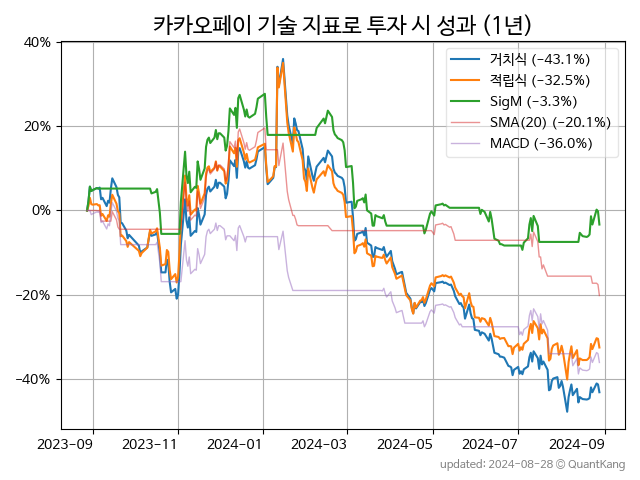 카카오페이 기술 지표로 투자 시 성과 (1년)
40%
20%
0%
−20%
−40%
거치식 (−43.1%)
적립식 (−32.5%)
SigM (−3.3%)
SMA(20) (−20.1%)
MACD (−36.0%)
2023-09
2023-11
2024-01
2024-03
2024-05
2024-07
2024-09
updated: 2024-08-28 © QuantKang